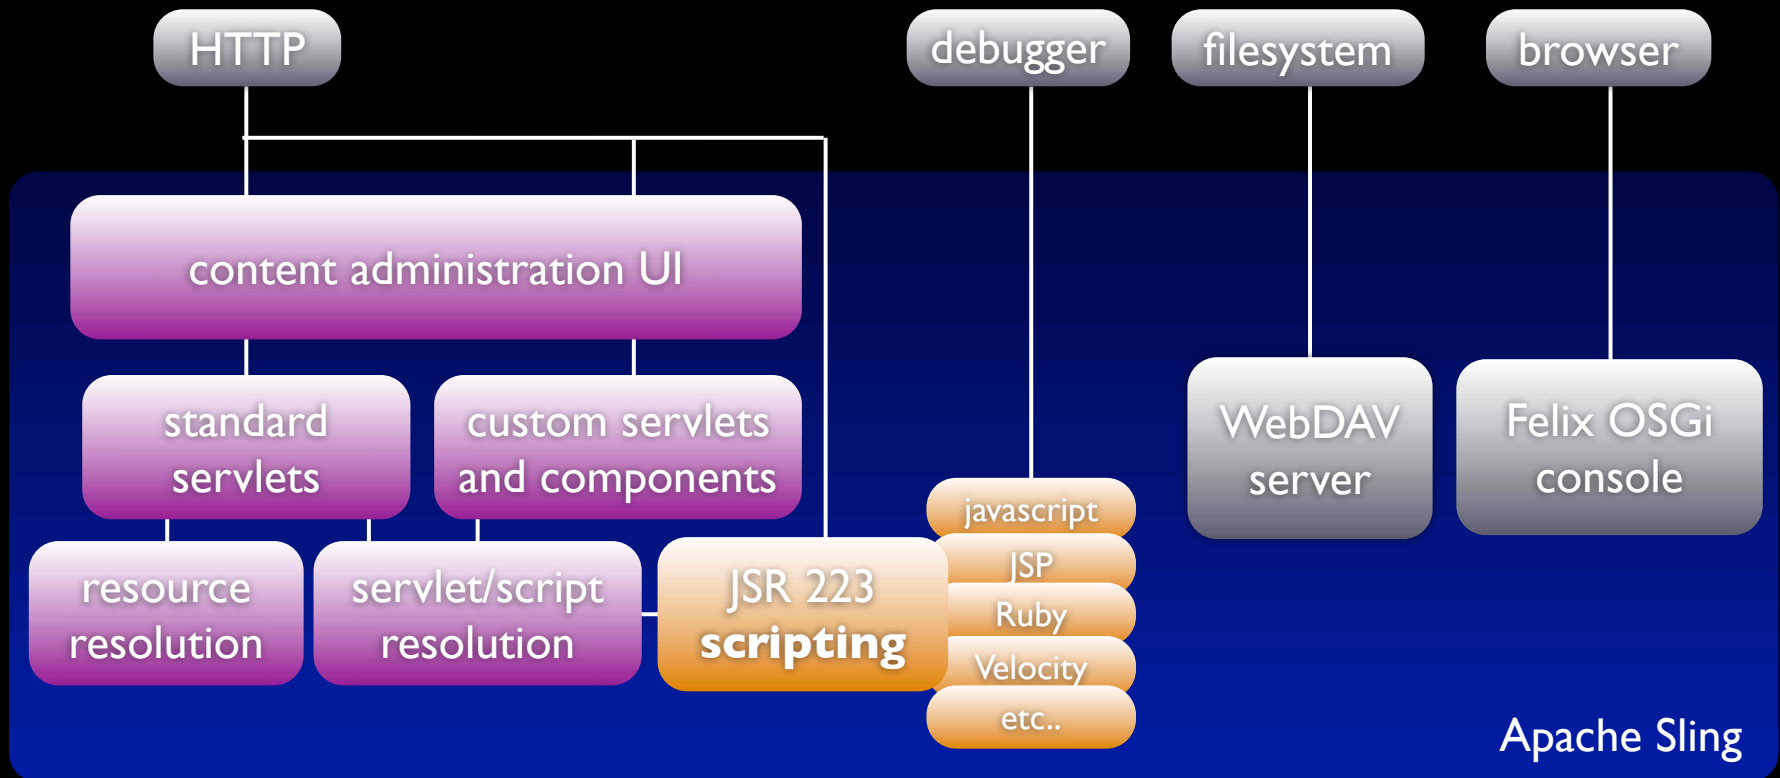 HTTP
debugger
filesystem
browser
content administration UI
standard
servlets
custom servlets
and components
WebDAV
server
Felix OSGi
console
javascript
JSP
Ruby
Velocity
etc..
resource
resolution
servlet/script
resolution
JSR 223
scripting
Apache Sling